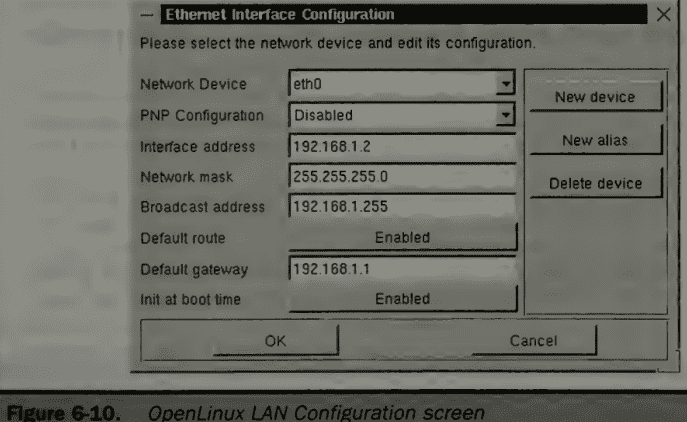 Ethernet Interface Configuration
Please select the network device and edit its configuration.
Network Device eth0
PNP Configuration Disabled
Interface address 192.168.1.2
Network mask 255.255.255.0
Broadcast address 192.168.1.255
Default route Enabled
Default gateway 192.168.1.1
Init at boot time Enabled
New device
New alias
Delete device
OK Cancel
Figure 6-10. OpenLinux LAN Configuration screen